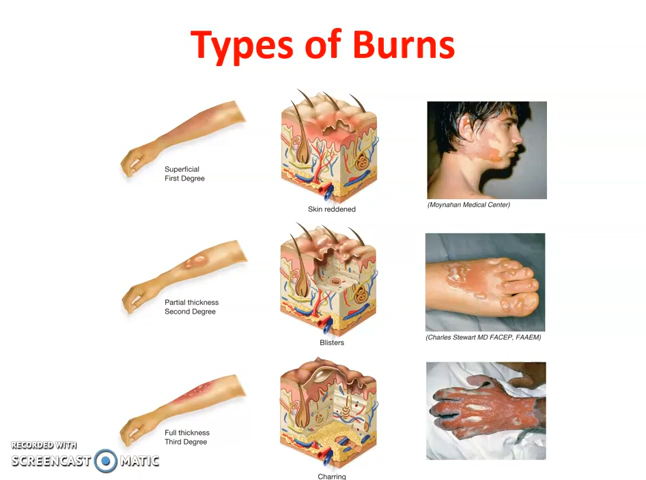 Types of Burns
Superficial
First Degree
Skin reddened
(Moynahan Medical Center)
Partial thickness
Second Degree
Blisters
(Charles Stewart MD FACEP, FAAEM)
Full thickness
Third Degree
Charring
RECORDED WITH
SCREENCAST MATIC